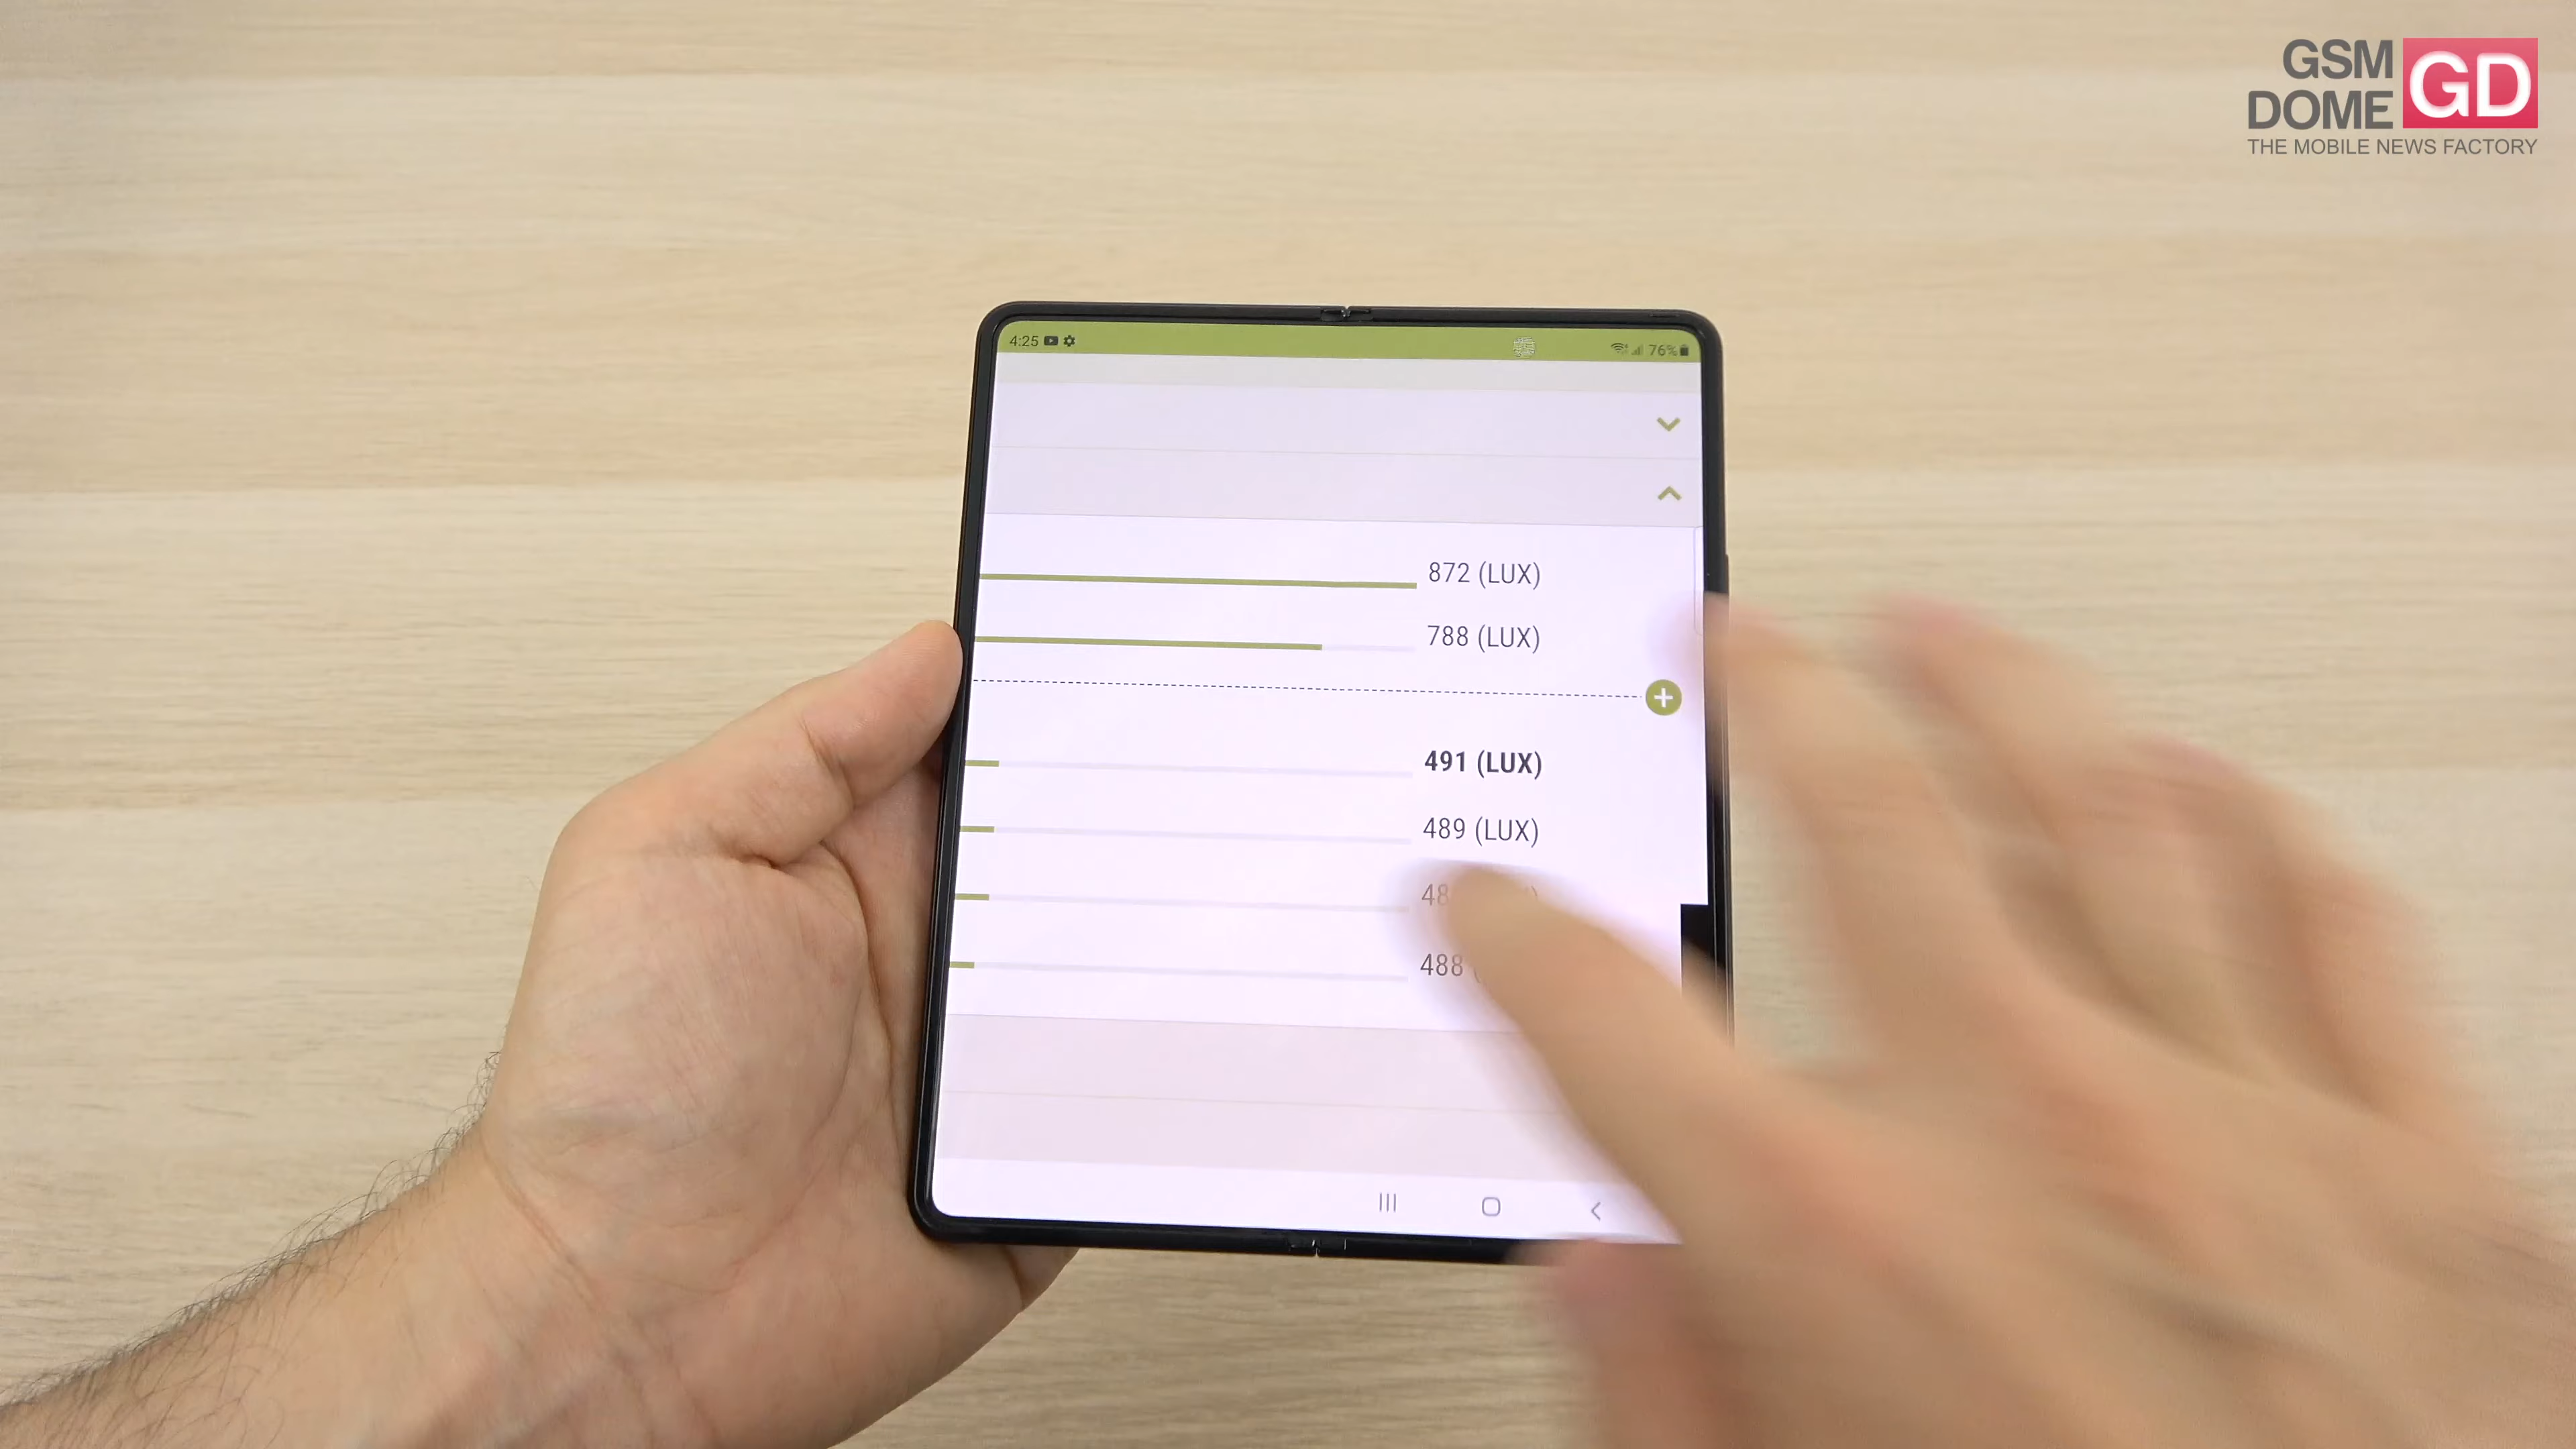 GSM
DOME
GD
THE MOBILE NEWS FACTORY
4:25
76%
872 (LUX)
788 (LUX)
491 (LUX)
489 (LUX)
488